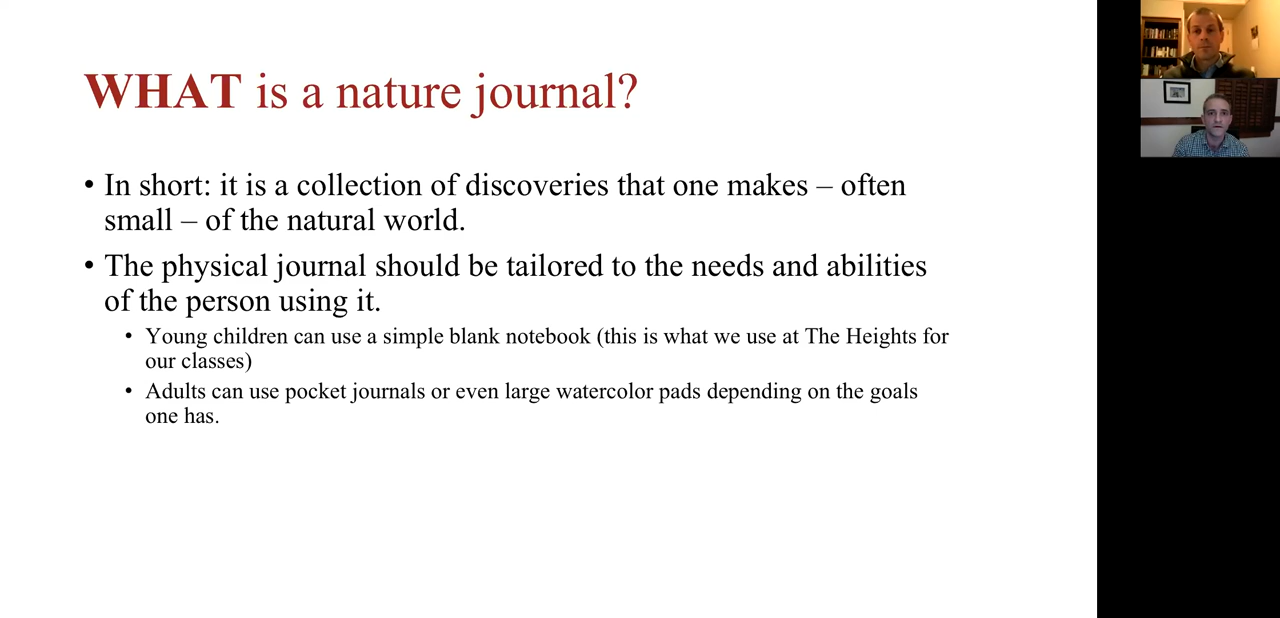 WHAT is a nature journal?
• In short: it is a collection of discoveries that one makes – often
small – of the natural world.
• The physical journal should be tailored to the needs and abilities
of the person using it.
• Young children can use a simple blank notebook (this is what we use at The Heights for
our classes)
• Adults can use pocket journals or even large watercolor pads depending on the goals
one has.